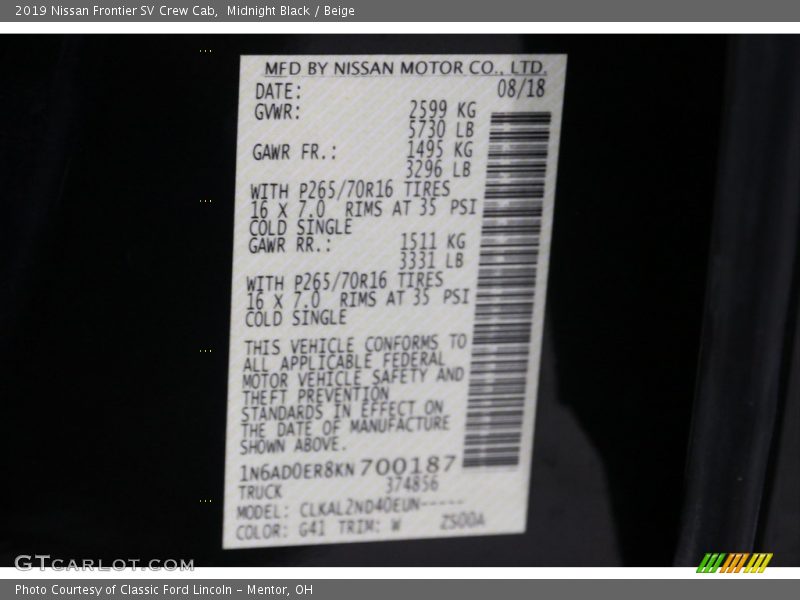 2019 Nissan Frontier SV Crew Cab,  Midnight Black / Beige
MFD BY NISSAN MOTOR CO., LTD.
DATE: 08/18
GVWR: 2599 KG
5730 LB
GAWR FR.: 1495 KG
3296 LB
WITH P265/70R16 TIRES
16 X 7.0 RIMS AT 35 PSI
COLD SINGLE
GAWR RR.: 1511 KG
3331 LB
WITH P265/70R16 TIRES
16 X 7.0 RIMS AT 35 PSI
COLD SINGLE
THIS VEHICLE CONFORMS TO
ALL APPLICABLE FEDERAL
MOTOR VEHICLE SAFETY AND
THEFT PREVENTION
STANDARDS IN EFFECT ON
THE DATE OF MANUFACTURE
SHOWN ABOVE.
1N6AD0ER8KN700187
TRUCK 374856
MODEL: CLKAL2ND40EUN-----
COLOR: G41 TRIM: W ZS00A
GTCARLOT.COM
Photo Courtesy of Classic Ford Lincoln – Mentor, OH